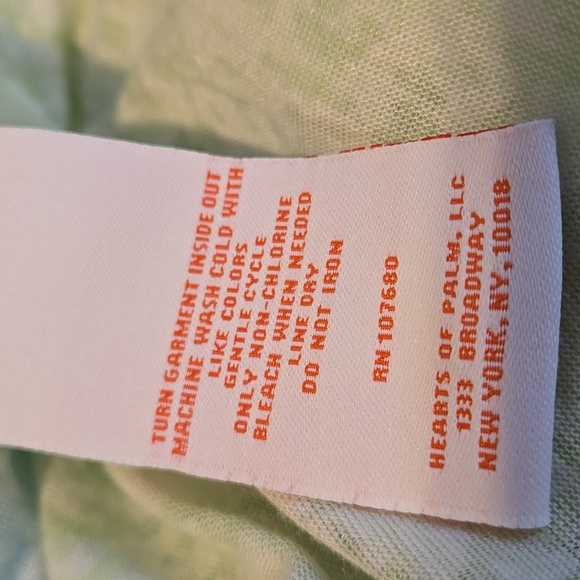 TURN GARMENT INSIDE OUT
MACHINE WASH COLD WITH
LIKE COLORS
GENTLE CYCLE
ONLY NON-CHLORINE
BLEACH WHEN NEEDED
LINE DRY
DO NOT IRON
RN 107680
HEARTS OF PALM, LLC
1333 BROADWAY
NEW YORK, NY, 10018